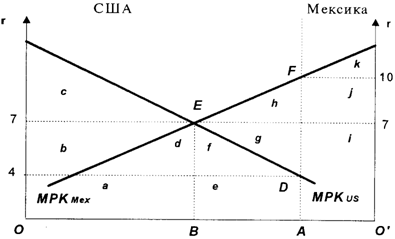 США Мексика
r r
k
F 10
c h j
E
7 7
d f g i
b
4
a e D
MPK Mex MPK US
O B A O'